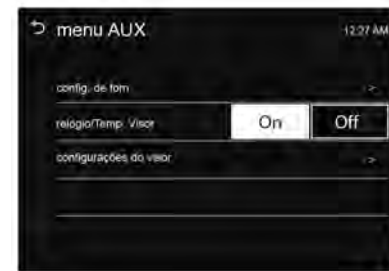 menu AUX
12:27 AM
config. de tom
>
relógio/Temp. Visor
On
Off
configurações do visor
>